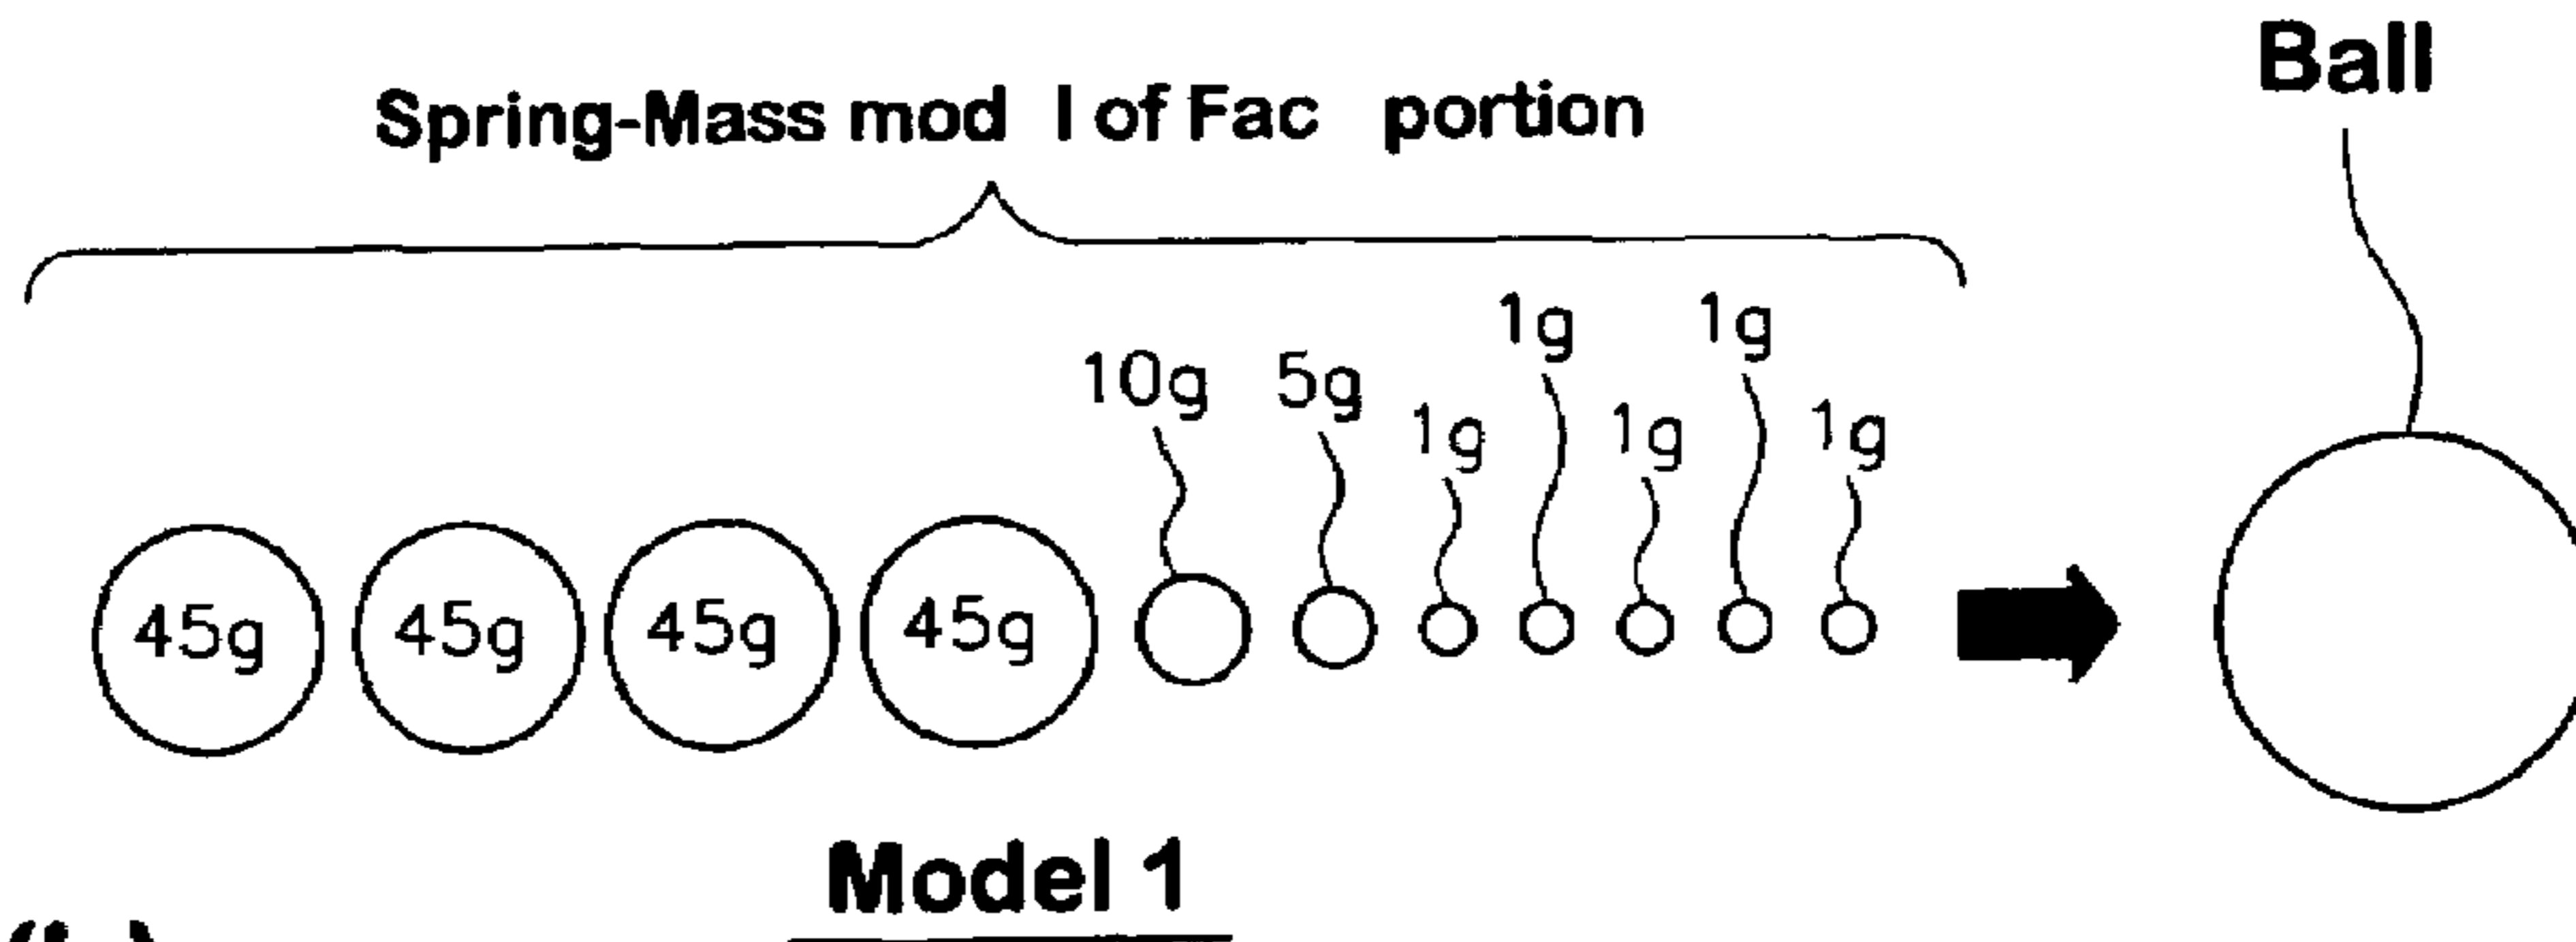 Ball
Spring-Mass mod l of Fac portion
1g 1g
10g 5g 1g 1g 1g
45g 45g 45g 45g
Model 1